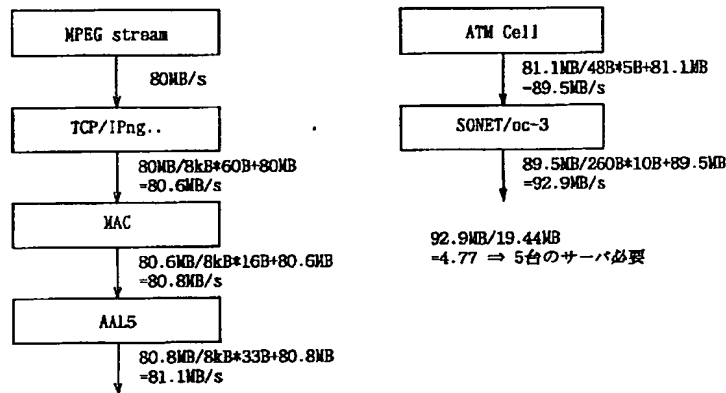 MPEG stream
80MB/s
TCP/IPng..
80MB/8kB*60B+80MB
=80.6MB/s
MAC
80.6MB/8kB*16B+80.6MB
=80.8MB/s
AAL5
80.8MB/8kB*33B+80.8MB
=81.1MB/s
ATM Cell
81.1MB/48B*5B+81.1MB
=89.5MB/s
SONET/oc-3
89.5MB/260B*10B+89.5MB
=92.9MB/s
92.9MB/19.44MB
=4.77 ⇒ 5台のサーバ必要